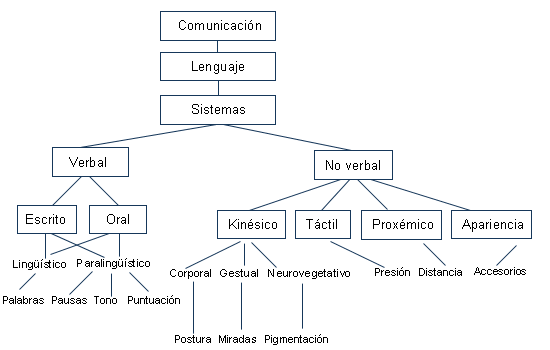 Comunicación
Lenguaje
Sistemas
Verbal
No verbal
Escrito
Oral
Kinésico
Táctil
Proxémico
Apariencia
Lingüístico
Paralingüístico
Corporal
Gestual
Neurovegetativo
Presión
Distancia
Accesorios
Palabras
Pausas
Tono
Puntuación
Postura
Miradas
Pigmentación